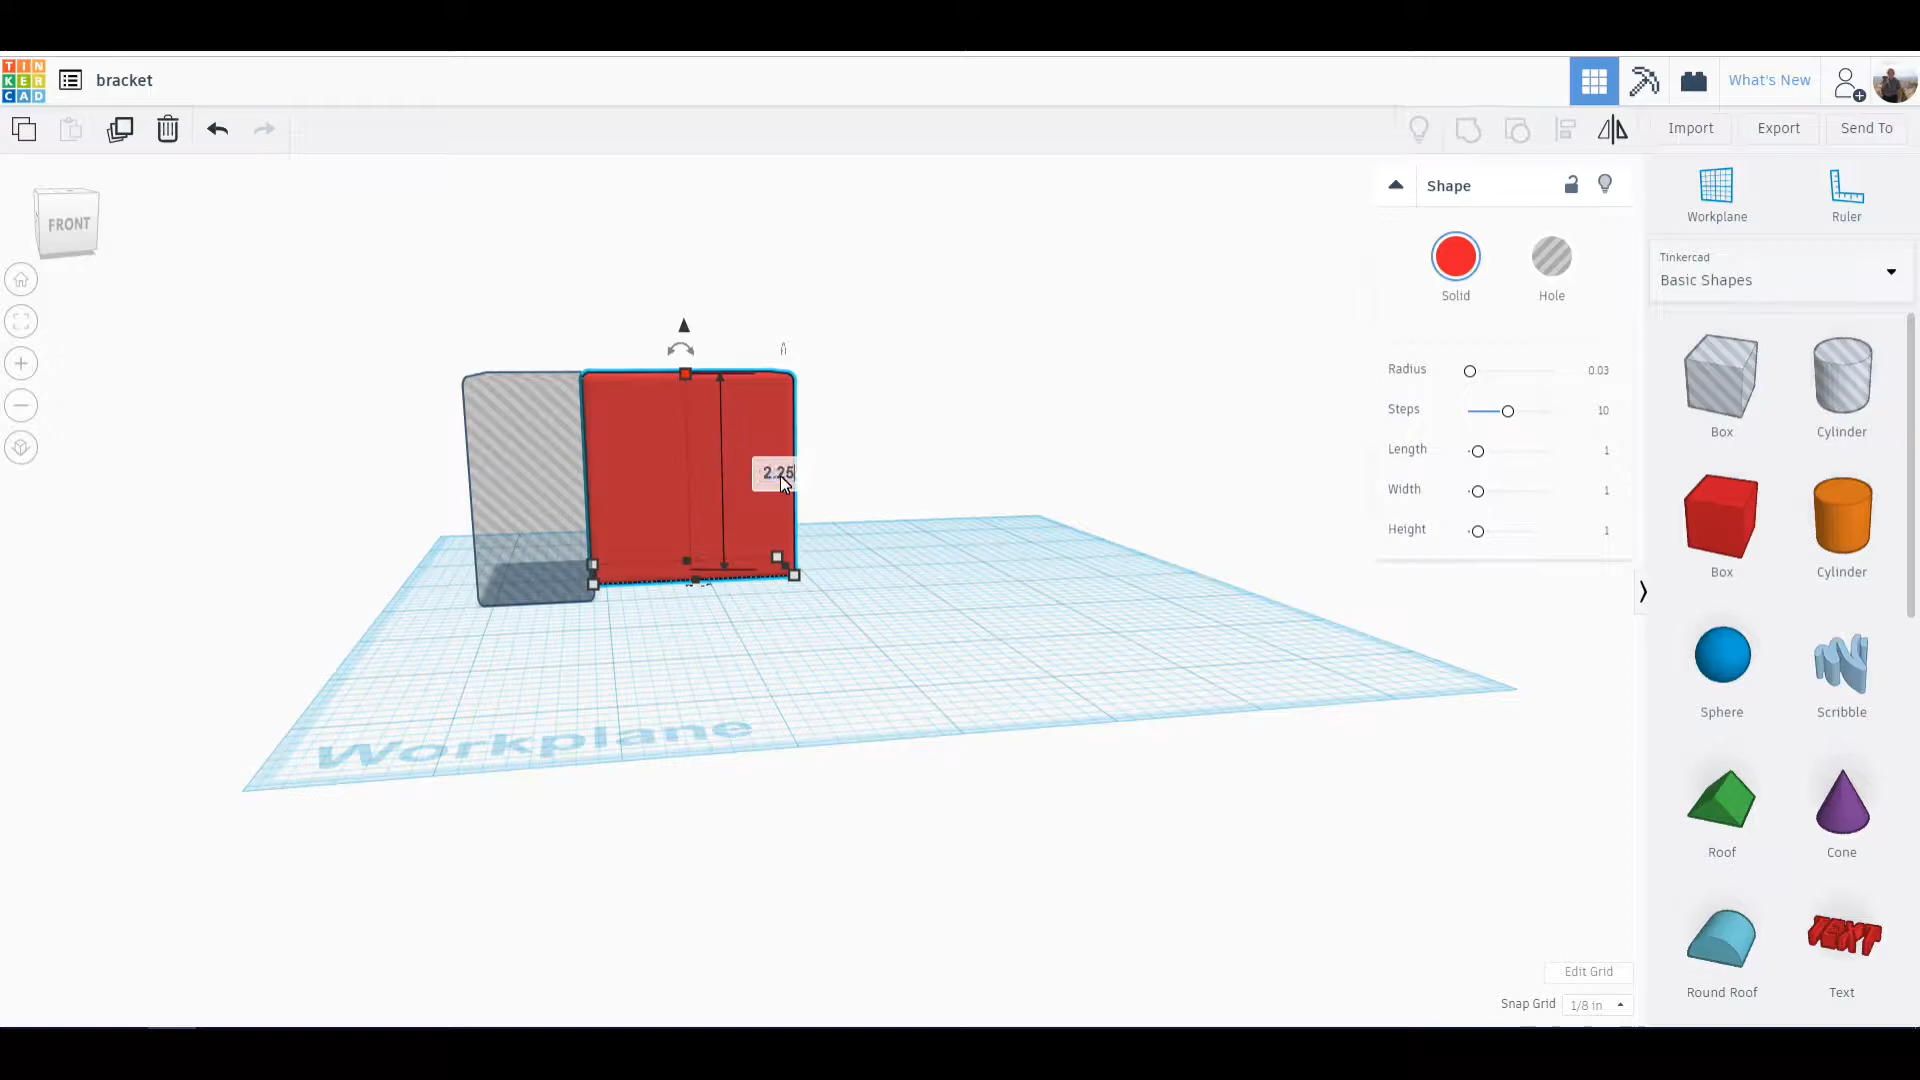 TIN
KER
CAD
bracket
What's New
Import
Export
Send To
FRONT
Shape
Solid
Hole
Radius
0.03
Steps
10
Length
1
Width
1
Height
1
2.25
Workplane
Workplane
Ruler
Tinkercad
Basic Shapes
Box
Cylinder
Box
Cylinder
Sphere
Scribble
Roof
Cone
TEXT
Round Roof
Text
Edit Grid
Snap Grid
1/8 in